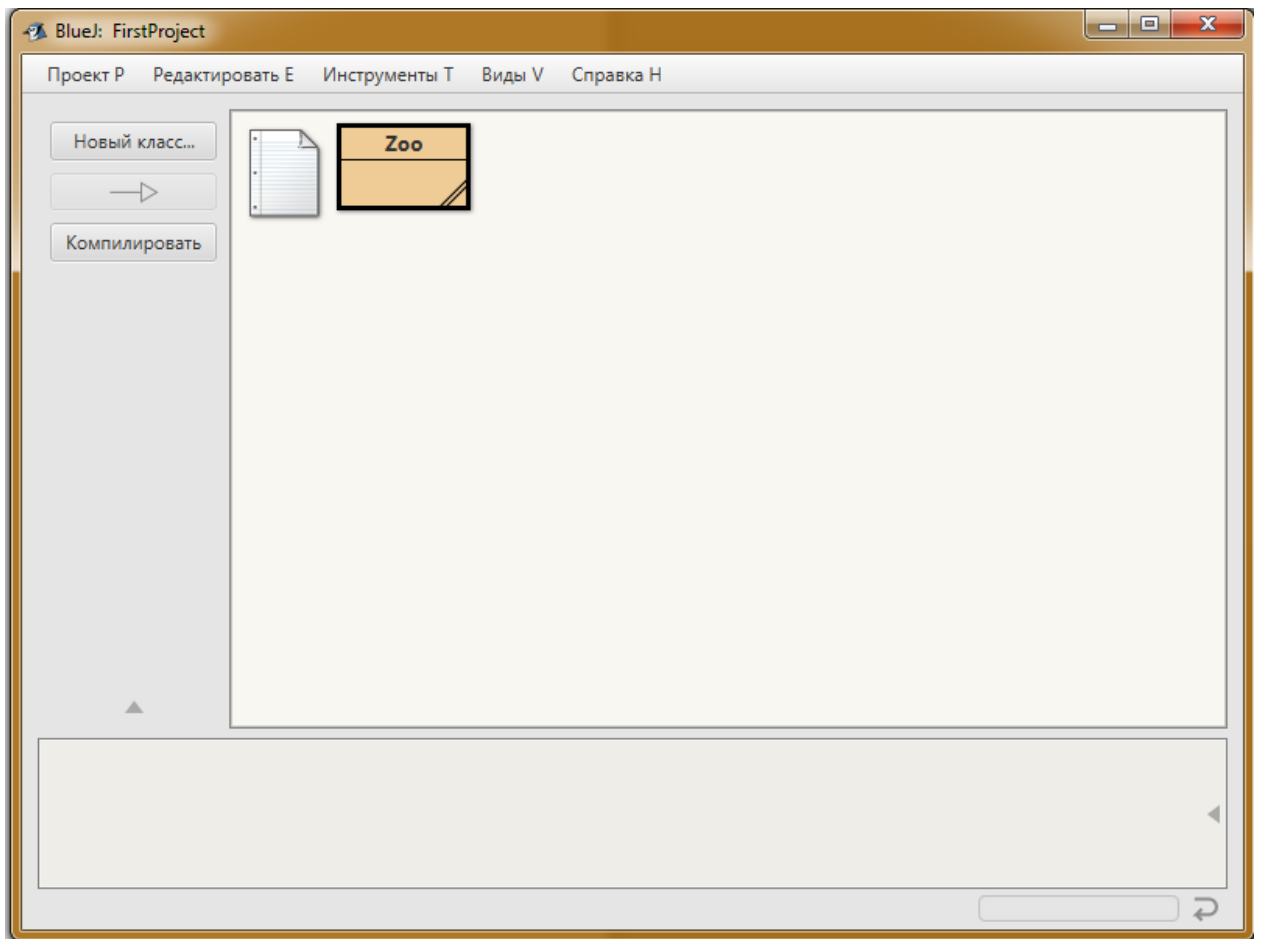 BlueJ: FirstProject
Проект P Редактировать E Инструменты T Виды V Справка H
Новый класс...
Zoo
Компилировать